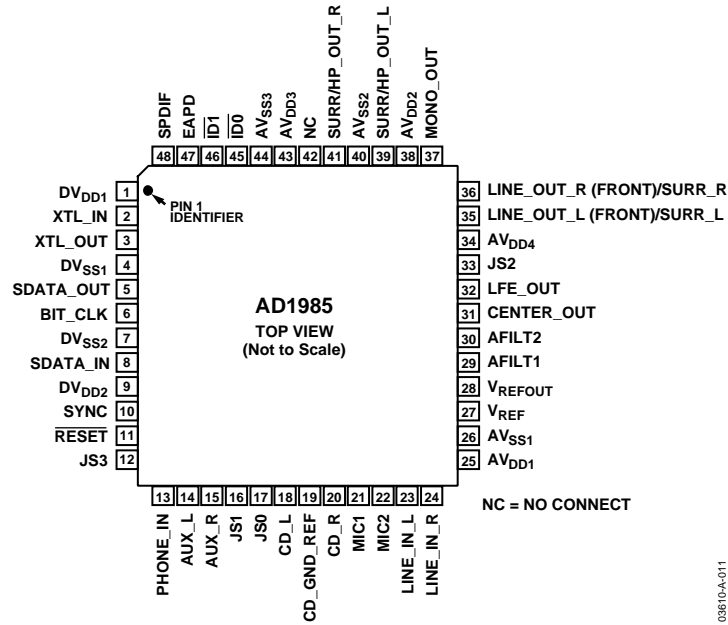 SPDIF
EAPD
ID1
ID0
AVSS3
AVDD3
NC
SURR/HP_OUT_R
AVSS2
SURR/HP_OUT_L
AVDD2
MONO_OUT
48 47 46 45 44 43 42 41 40 39 38 37
DVDD1 1
XTL_IN 2
XTL_OUT 3
DVSS1 4
SDATA_OUT 5
BIT_CLK 6
DVSS2 7
SDATA_IN 8
DVDD2 9
SYNC 10
RESET 11
JS3 12
PIN 1
IDENTIFIER
AD1985
TOP VIEW
(Not to Scale)
36 LINE_OUT_R (FRONT)/SURR_R
35 LINE_OUT_L (FRONT)/SURR_L
34 AVDD4
33 JS2
32 LFE_OUT
31 CENTER_OUT
30 AFILT2
29 AFILT1
28 VREFOUT
27 VREF
26 AVSS1
25 AVDD1
13 14 15 16 17 18 19 20 21 22 23 24
PHONE_IN
AUX_L
AUX_R
JS1
JS0
CD_L
CD_GND_REF
CD_R
MIC1
MIC2
LINE_IN_L
LINE_IN_R
NC = NO CONNECT
03610-A-011